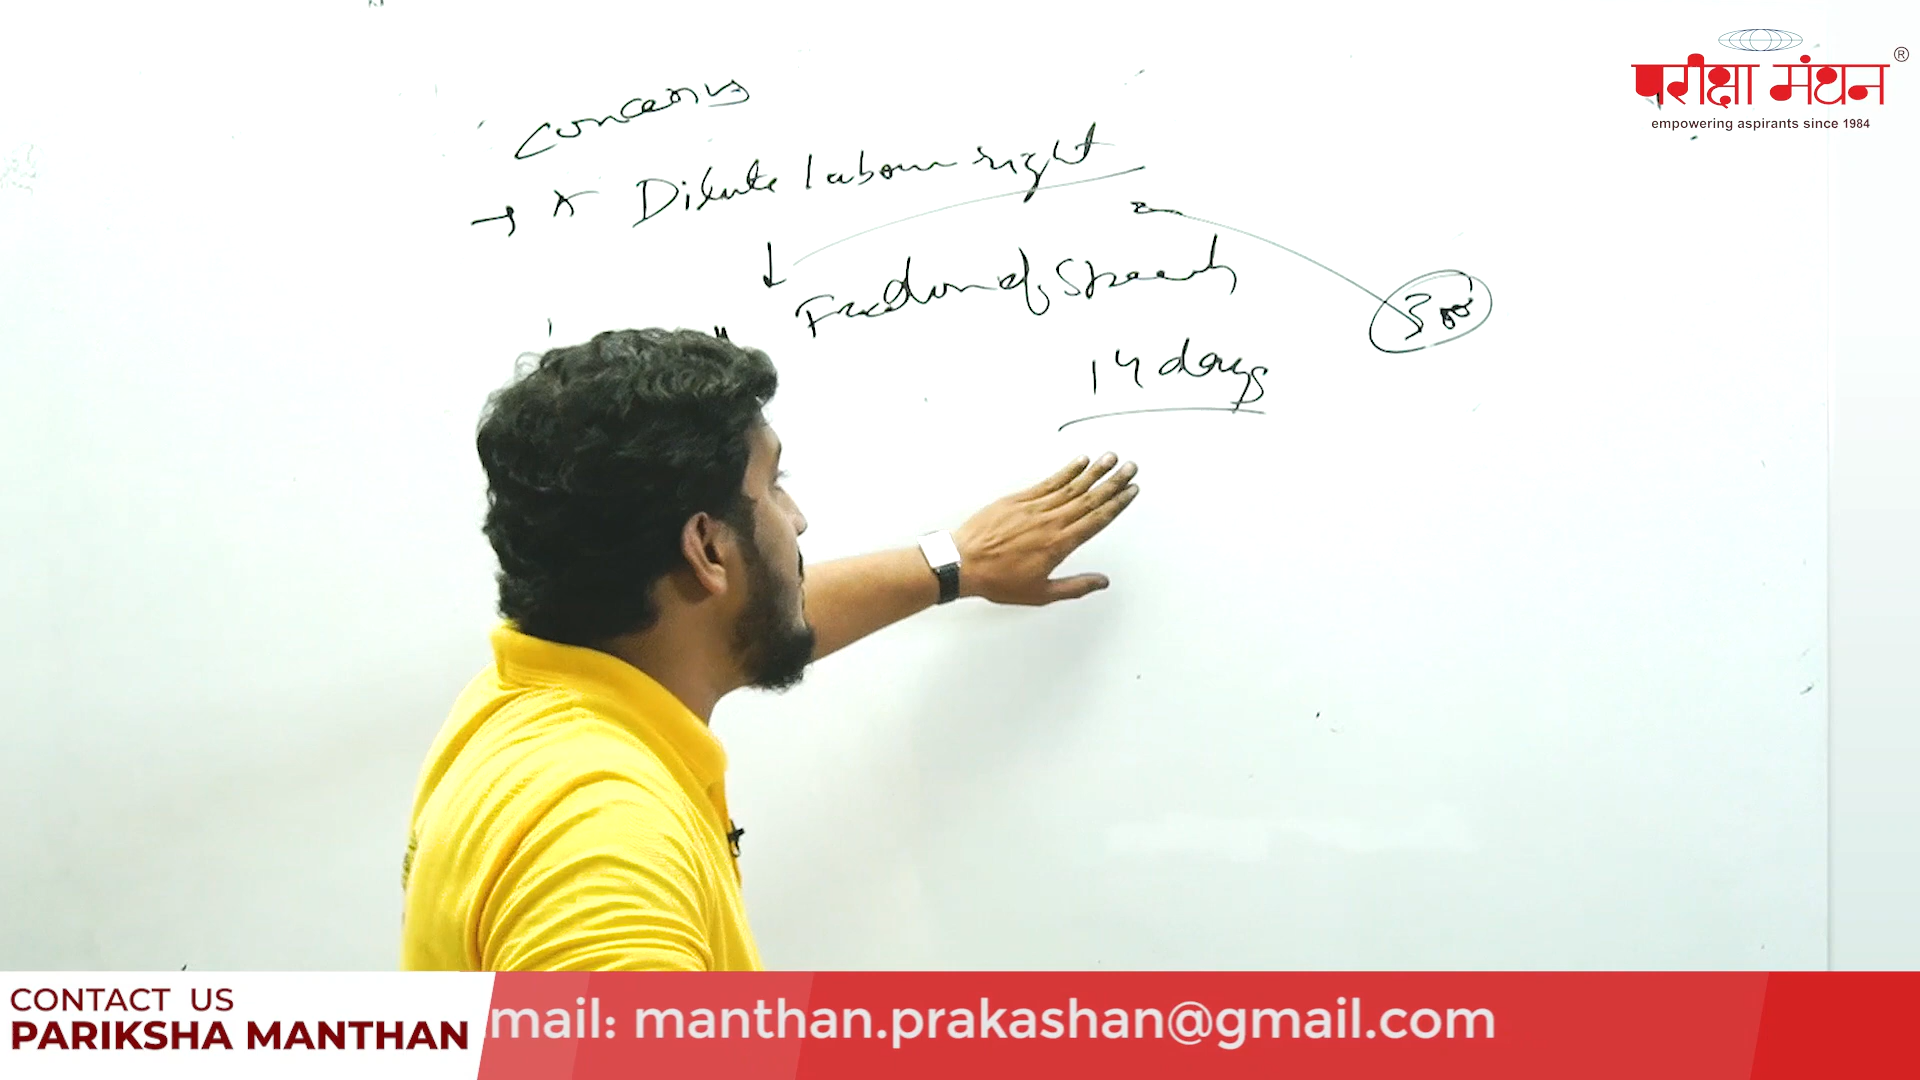 परीक्षा मंथन ®
empowering aspirants since 1984
Concerns
→ × Dilute labour right
↓ Freedom of Speech
300
14 days
CONTACT US
PARIKSHA MANTHAN
mail: manthan.prakashan@gmail.com